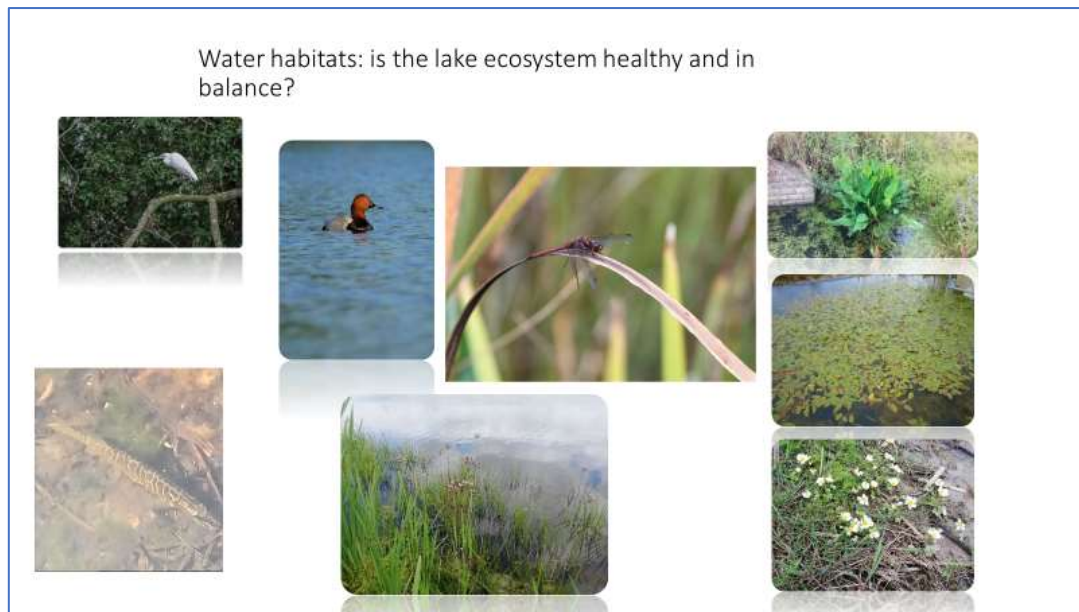 Water habitats: is the lake ecosystem healthy and in
balance?